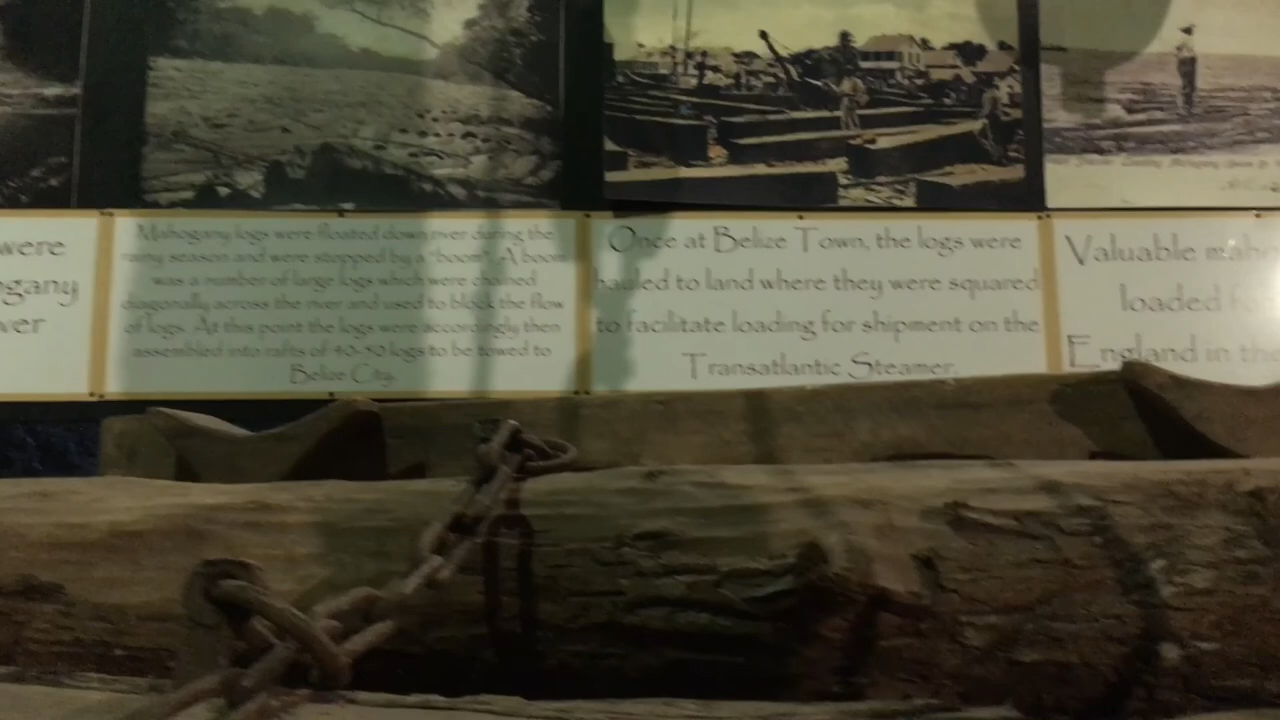 were
ogany
ver
Mahogany logs were floated down river during the
rainy season and were stopped by a "boom". A boom
was a number of large logs which were chained
diagonally across the river and used to block the flow
of logs. At this point the logs were accordingly then
assembled into rafts of 40-50 logs to be towed to
Belize City.
Once at Belize Town, the logs were
hauled to land where they were squared
to facilitate loading for shipment on the
Transatlantic Steamer.
Valuable
loaded
England in the